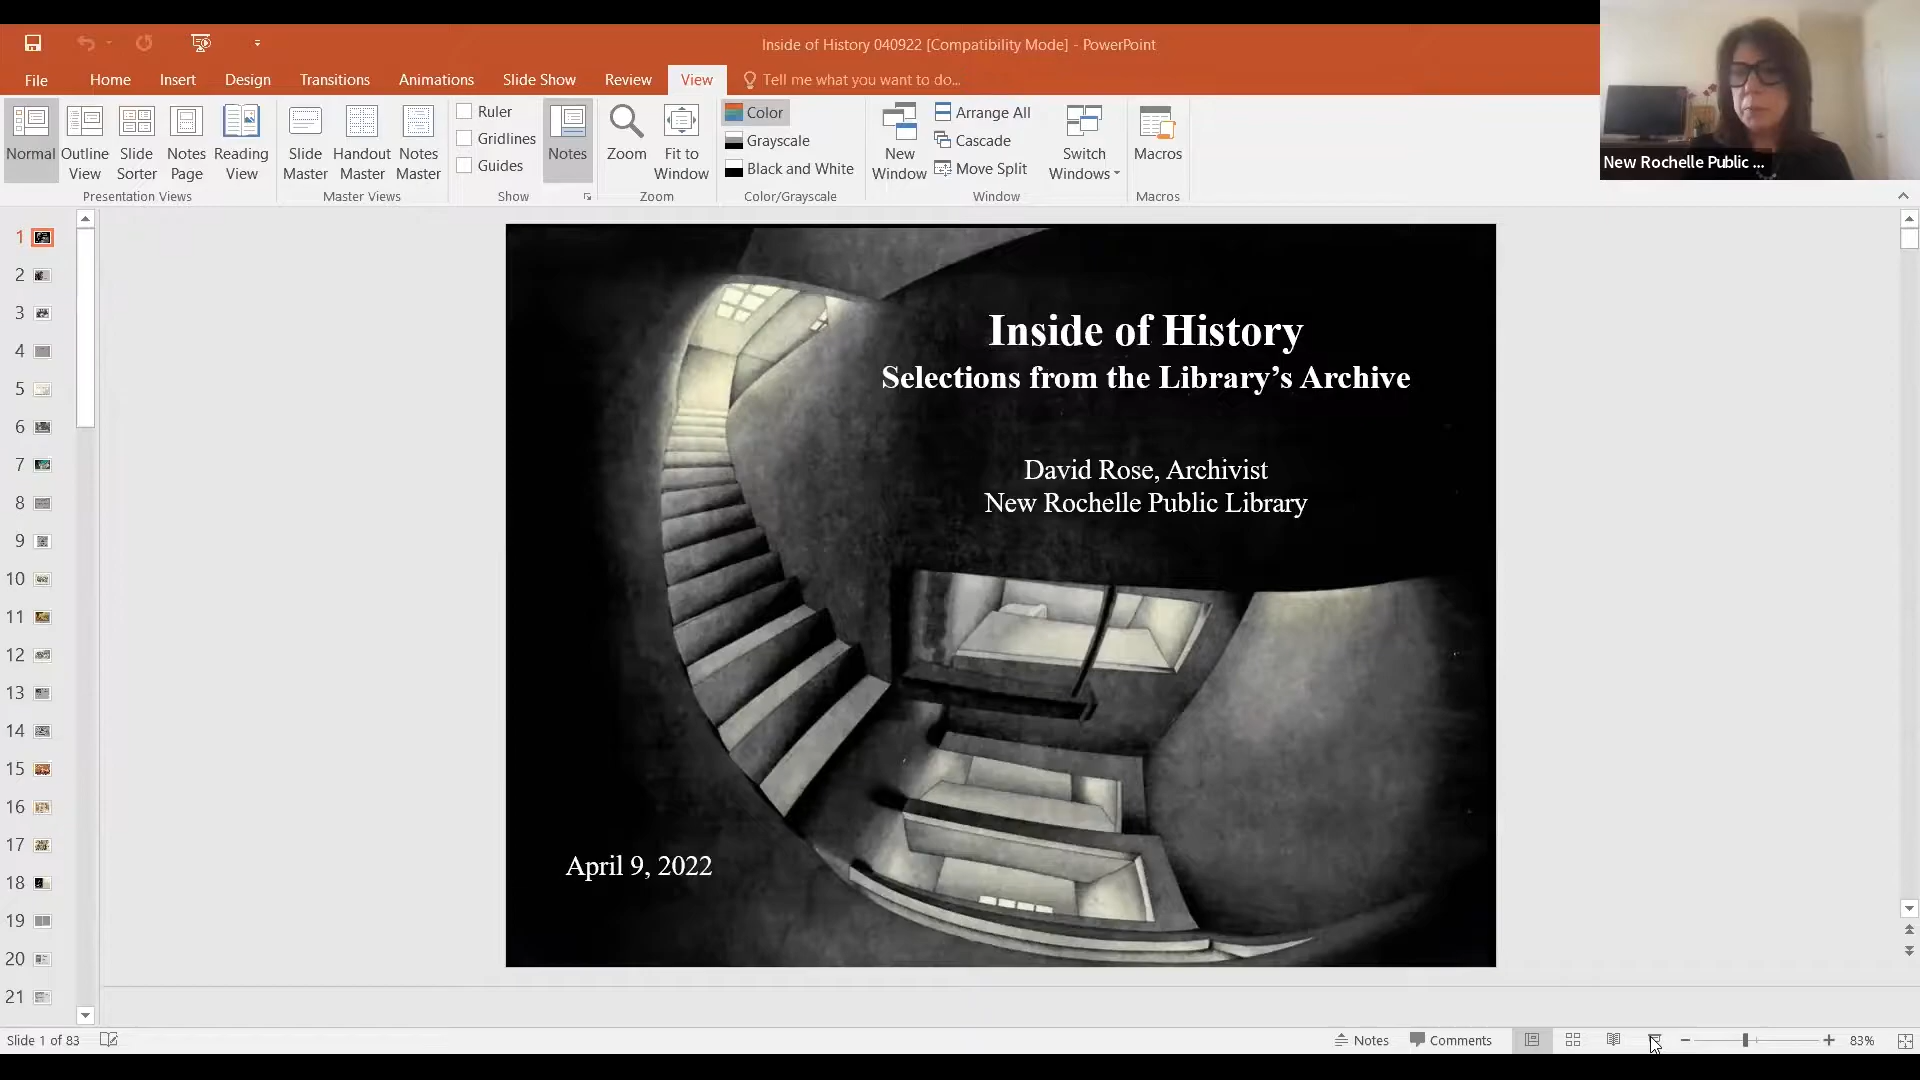 Inside of History 040922 [Compatibility Mode] - PowerPoint
File Home Insert Design Transitions Animations Slide Show Review View Tell me what you want to do...
Normal
Outline View
Slide Sorter
Notes Page
Reading View
Presentation Views
Slide Master
Handout Master
Notes Master
Master Views
Ruler
Gridlines
Guides
Show
Notes
Zoom
Fit to Window
Zoom
Color
Grayscale
Black and White
Color/Grayscale
New Window
Arrange All
Cascade
Move Split
Switch Windows
Window
Macros
Macros
New Rochelle Public ...
1
2
3
4
5
6
7
8
9
10
11
12
13
14
15
16
17
18
19
20
21
Inside of History
Selections from the Library's Archive
David Rose, Archivist
New Rochelle Public Library
April 9, 2022
Slide 1 of 83
Notes
Comments
83%